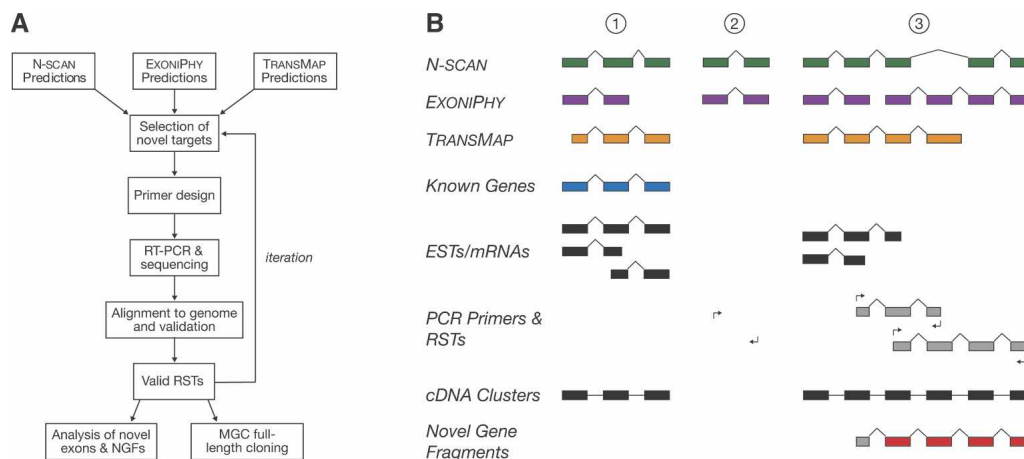 A
N-SCAN
Predictions
EXONIPHY
Predictions
TRANSMAP
Predictions
Selection of
novel targets
Primer design
RT-PCR &
sequencing
iteration
Alignment to genome
and validation
Valid RSTs
Analysis of novel
exons & NGFs
MGC full-
length cloning
B
1 2 3
N-SCAN
EXONIPHY
TRANSMAP
Known Genes
ESTs/mRNAs
PCR Primers &
RSTs
cDNA Clusters
Novel Gene
Fragments